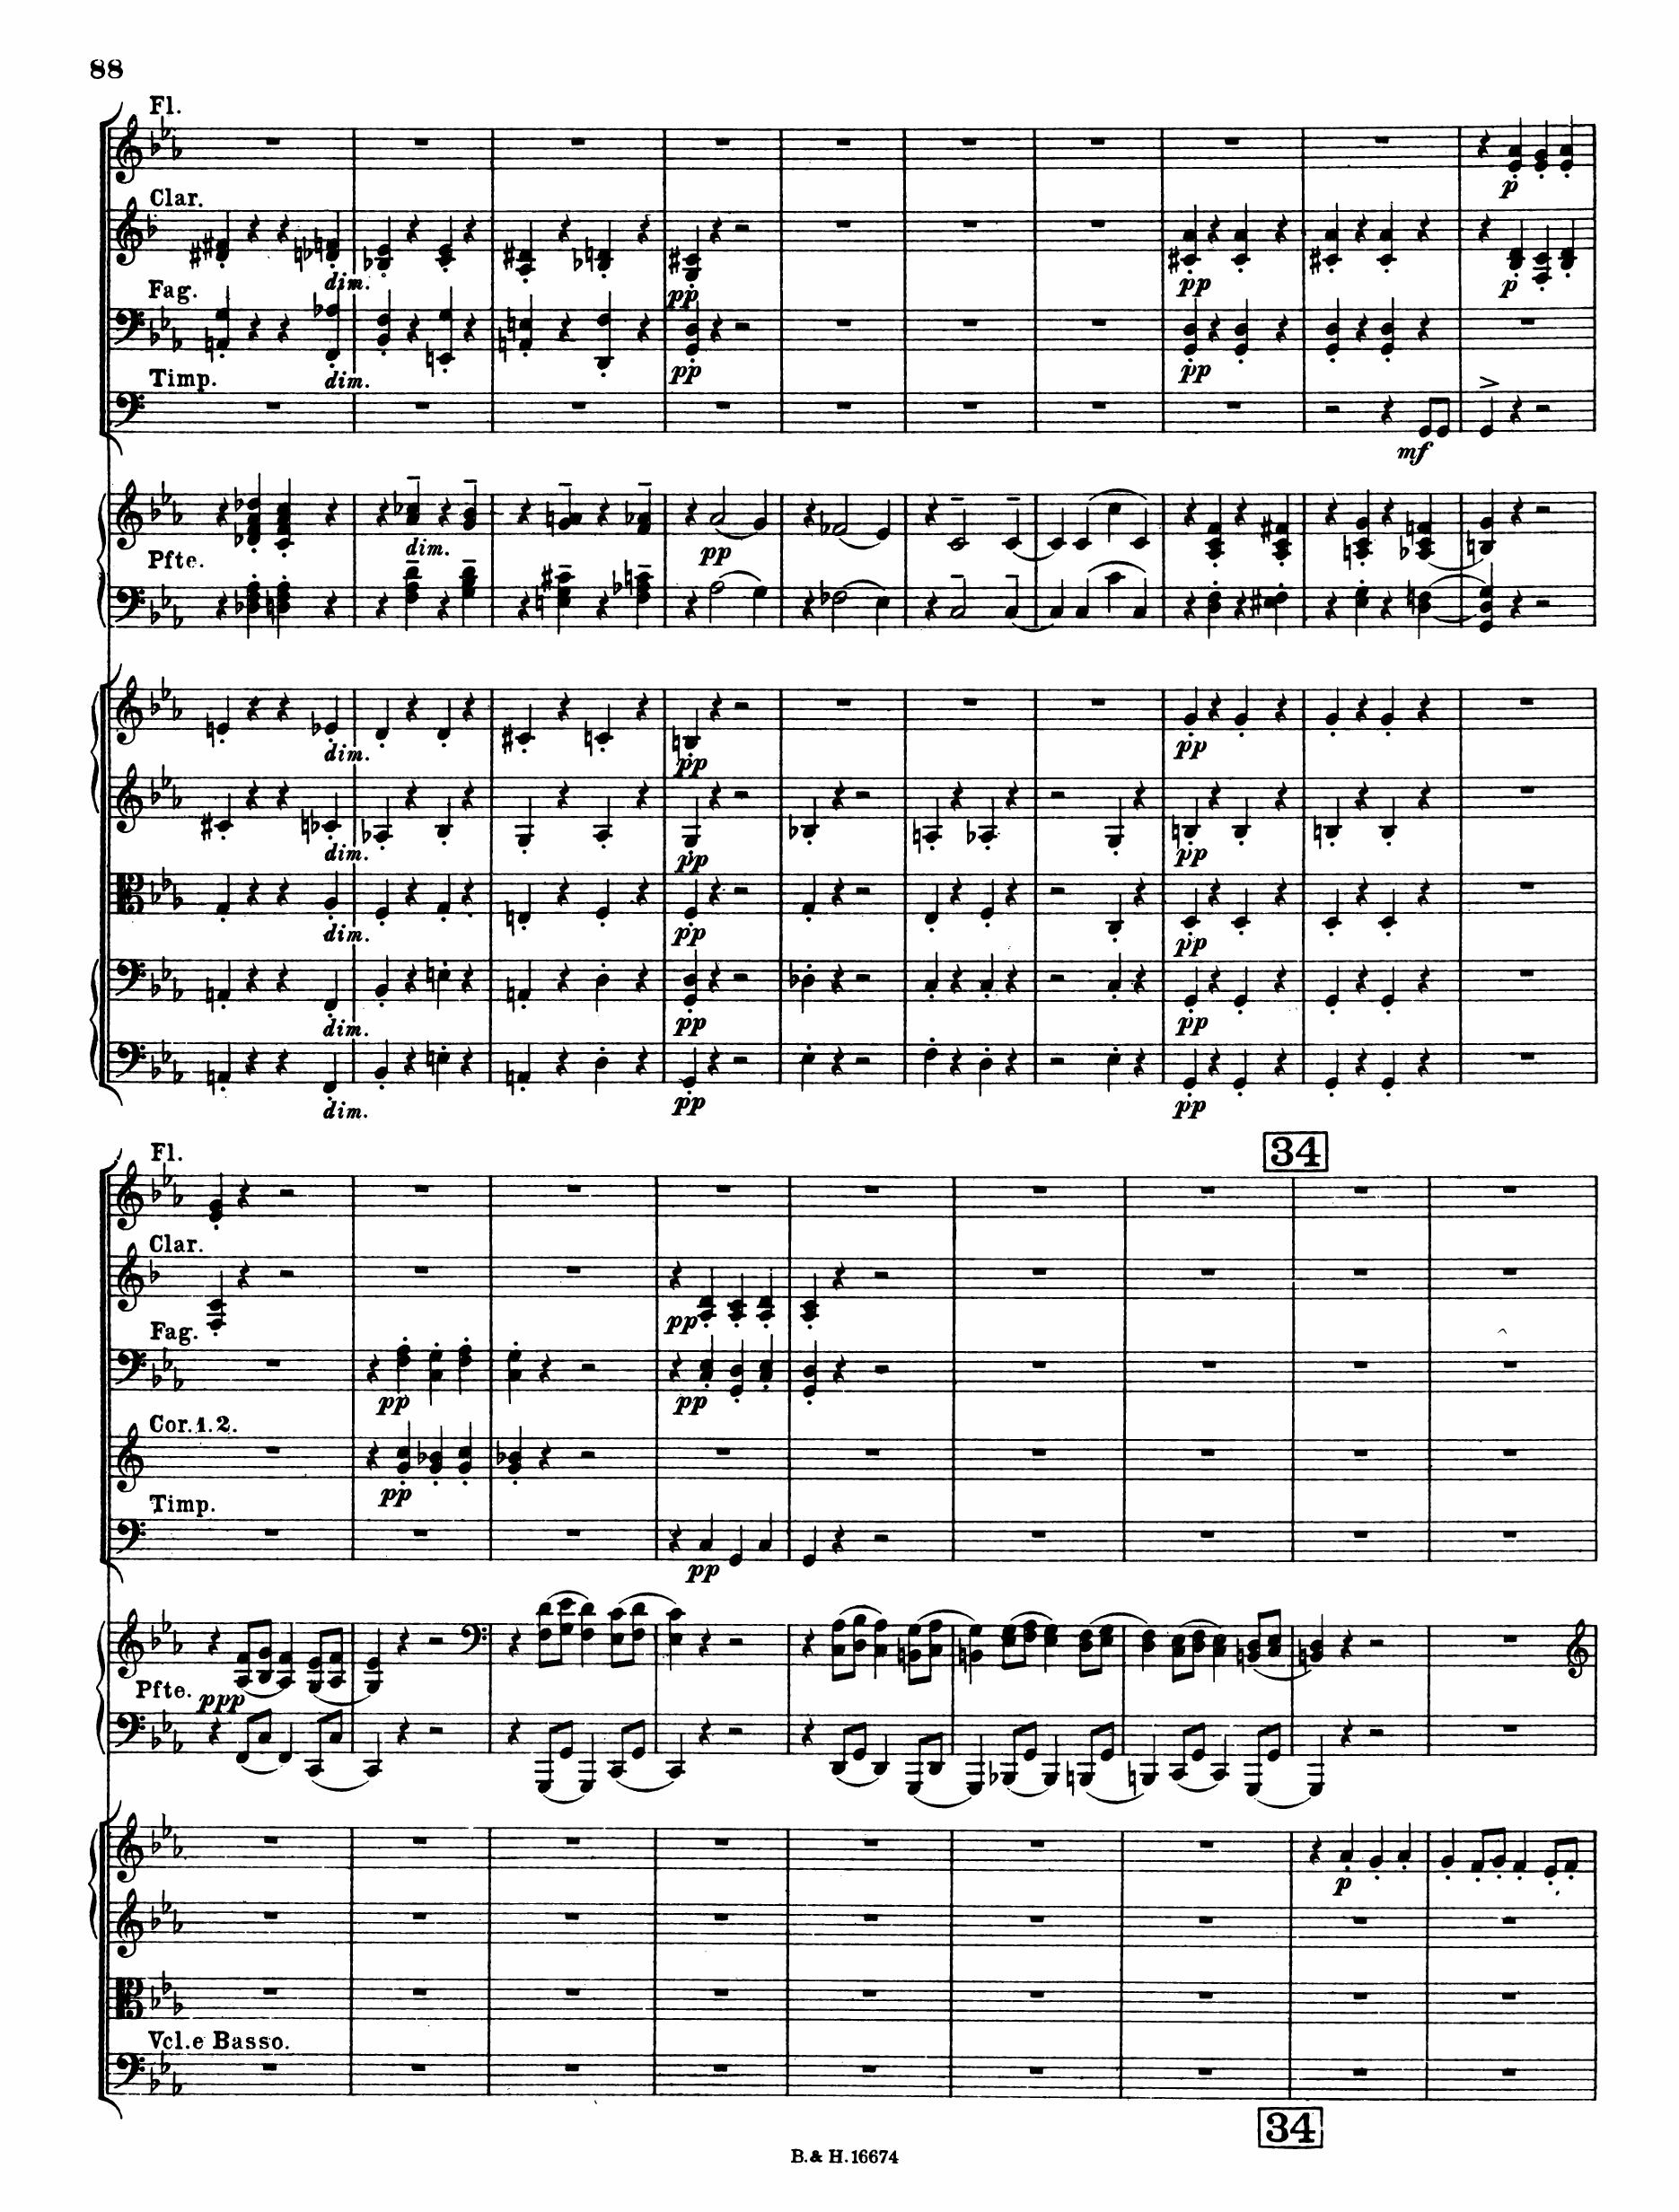 88
Fl.
Clar.
dim.
pp
pp
p
p
Fag.
dim.
pp
pp
Timp.
mf
Pfte.
dim.
pp
dim.
pp
pp
dim.
pp
pp
dim.
pp
pp
dim.
pp
pp
dim.
pp
pp
34
Fl.
Clar.
pp
Fag.
pp
pp
Cor. 1. 2.
pp
Timp.
pp
Pfte.
ppp
p
Vcl. e Basso.
34
B. & H. 16674